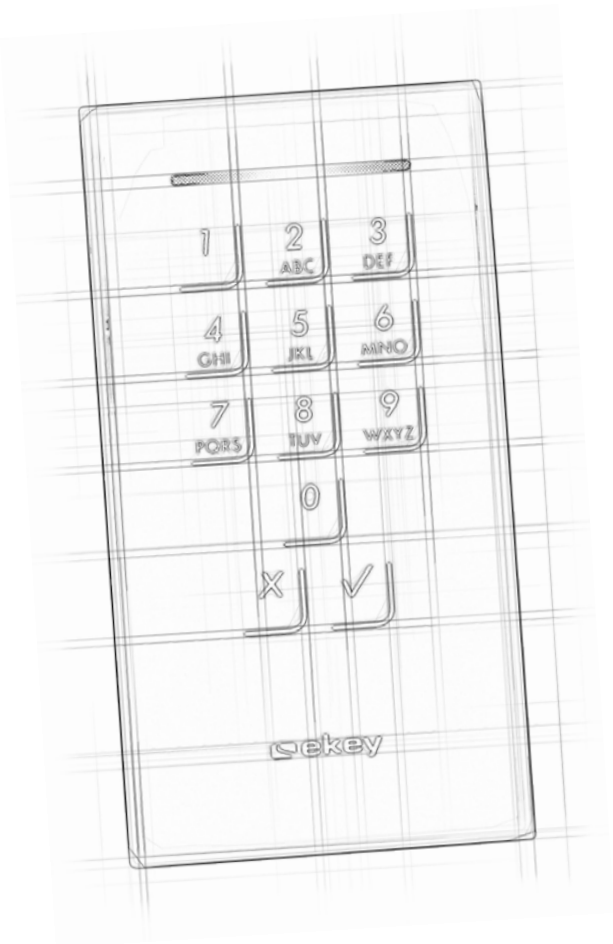 1 2 3
ABC DEF
4 5 6
GHI JKL MNO
7 8 9
PQRS TUV WXYZ
0
ekey